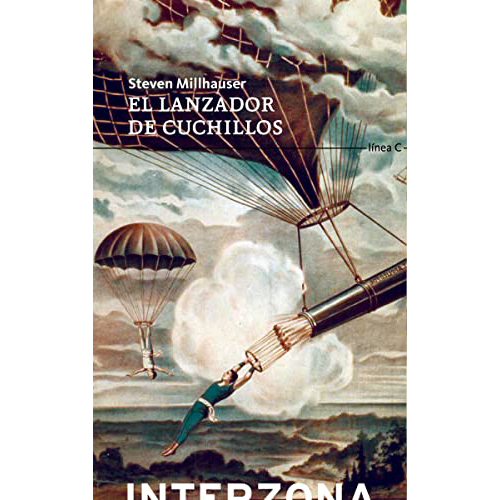 Steven Millhauser
EL LANZADOR
DE CUCHILLOS
línea C
INTERZONA